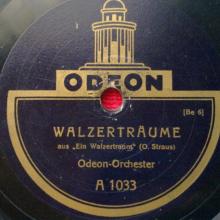 ODEON
[Be 6]
WALZERTRÄUME
aus „Ein Walzertraum" (O. Straus)
Odeon-Orchester
A 1033